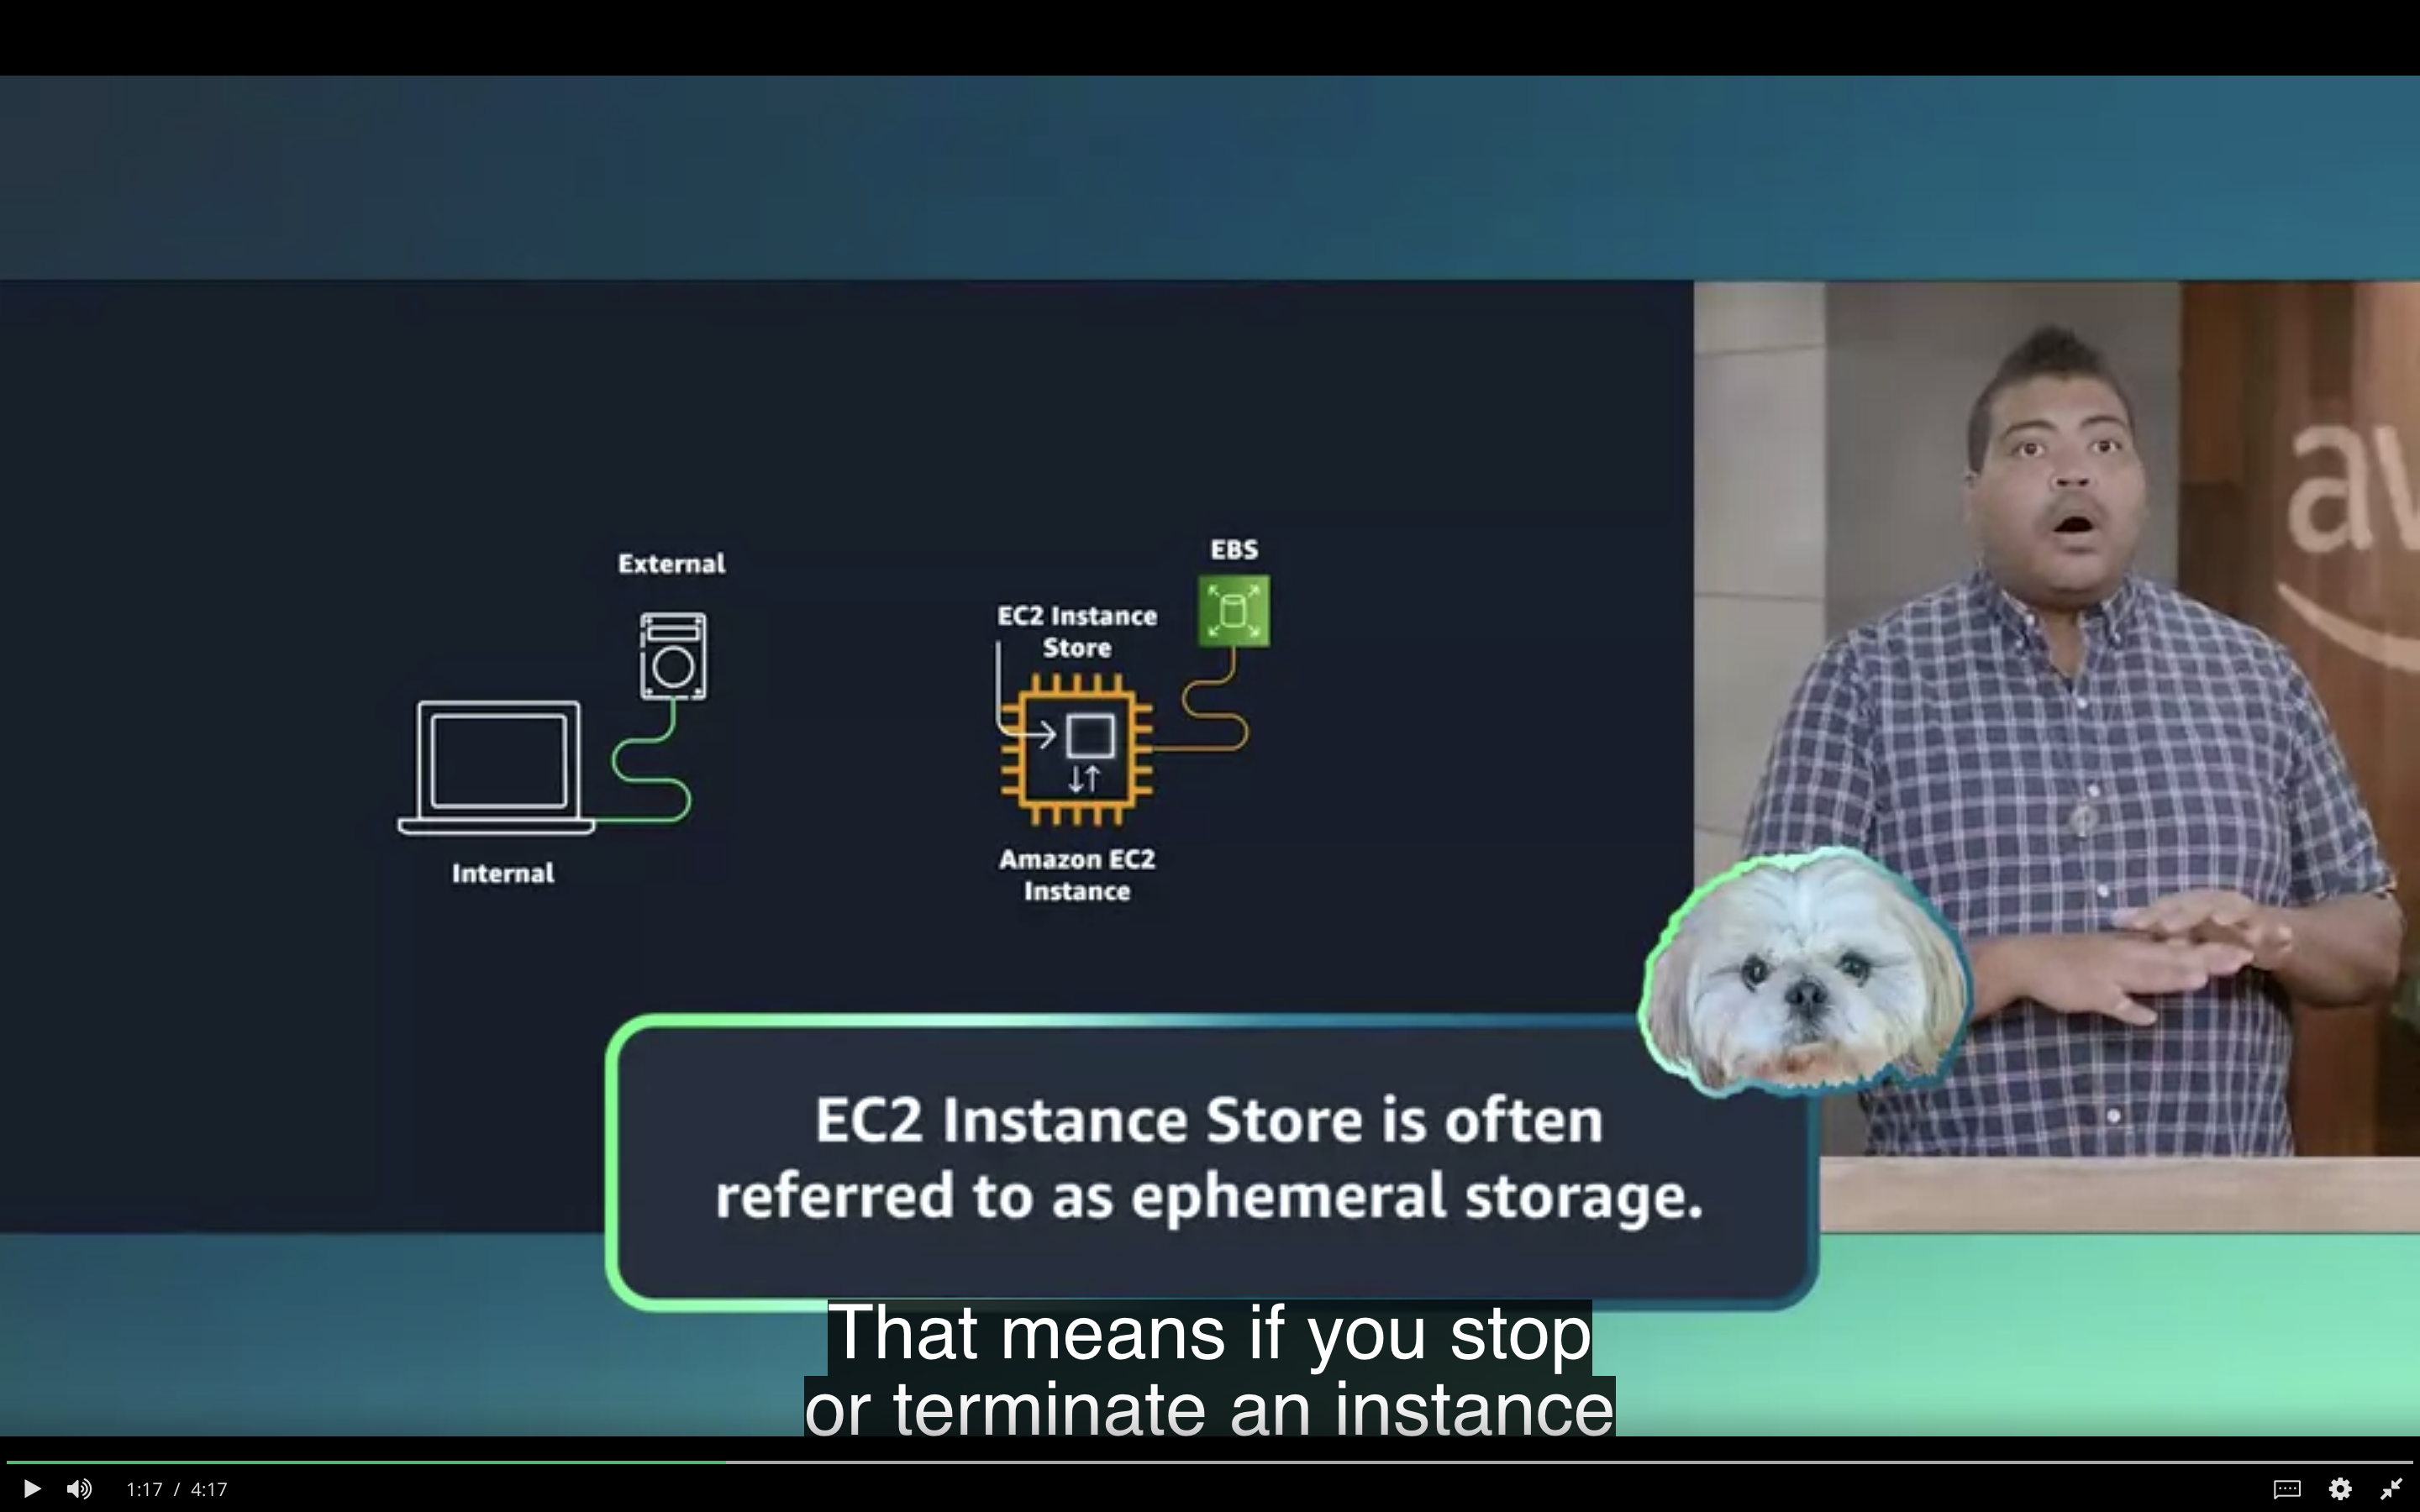 External
EBS
EC2 Instance
Store
Internal
Amazon EC2
Instance
EC2 Instance Store is often
referred to as ephemeral storage.
That means if you stop
or terminate an instance
1:17 / 4:17